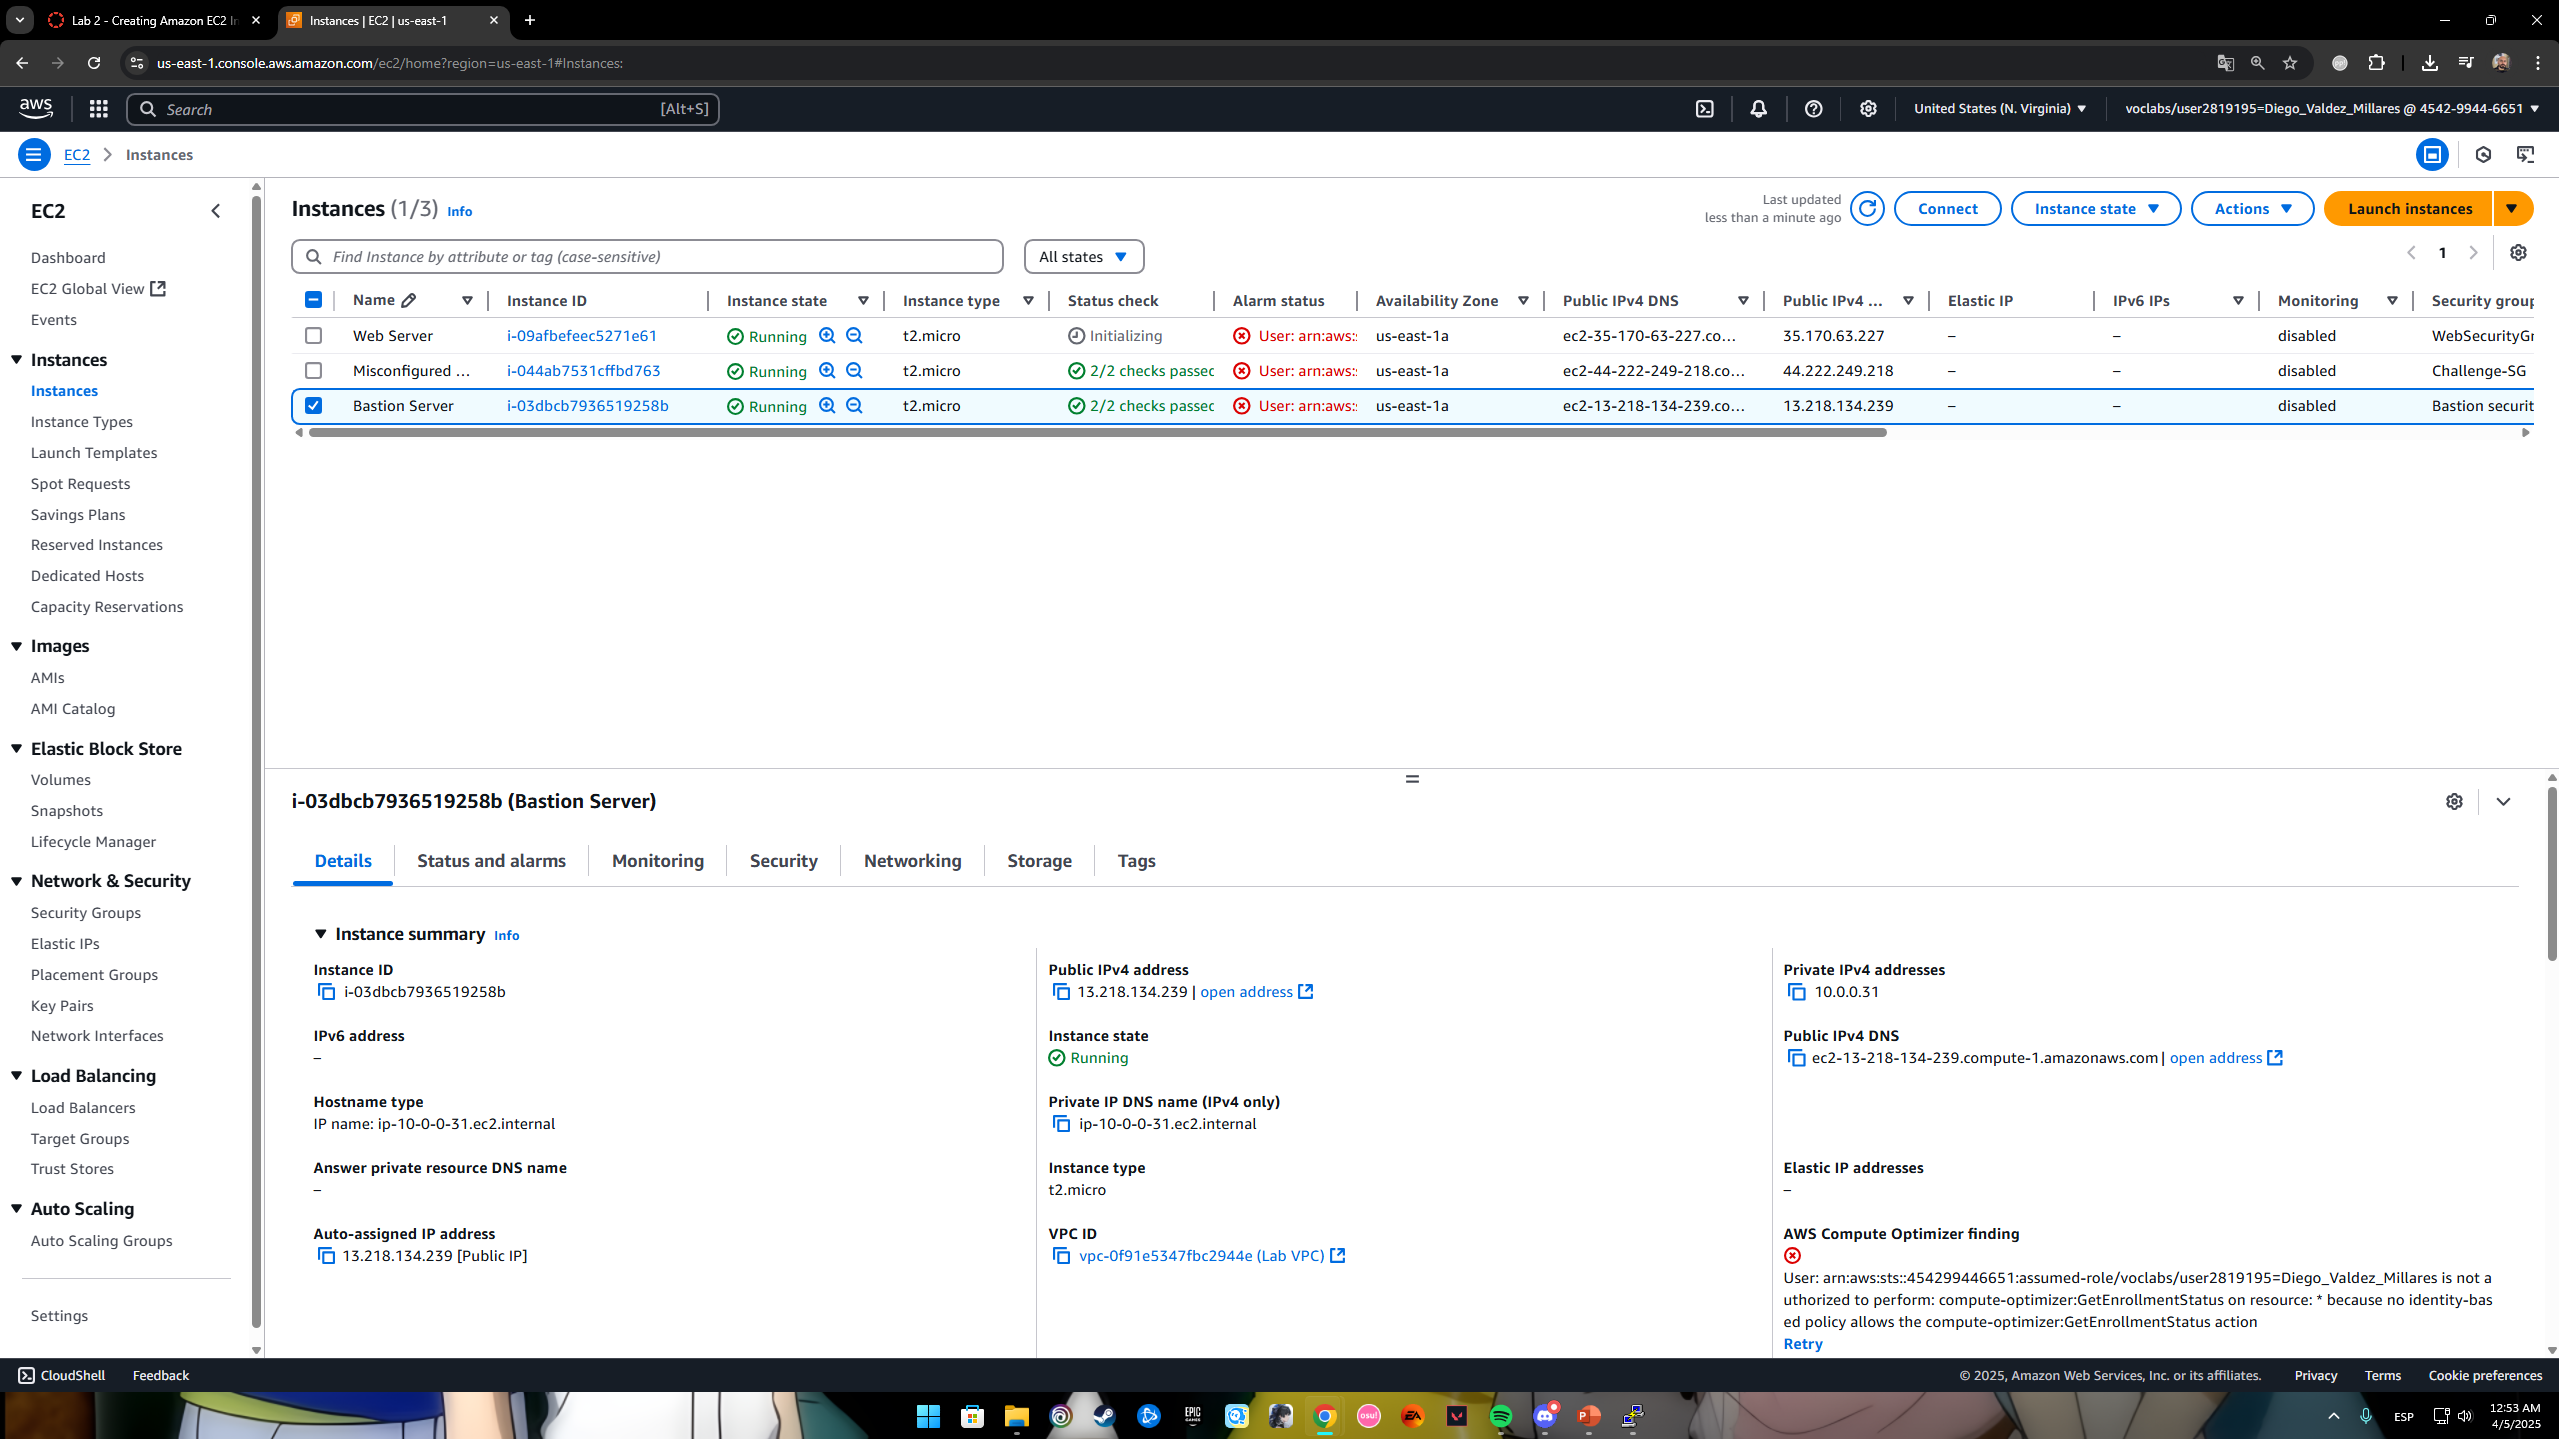 Lab 2 - Creating Amazon EC2 In
Instances | EC2 | us-east-1
us-east-1.console.aws.amazon.com/ec2/home?region=us-east-1#Instances:
aws
Search
[Alt+S]
United States (N. Virginia)
voclabs/user2819195=Diego_Valdez_Millares @ 4542-9944-6651
EC2
Instances
EC2
Dashboard
EC2 Global View
Events
Instances
Instances
Instance Types
Launch Templates
Spot Requests
Savings Plans
Reserved Instances
Dedicated Hosts
Capacity Reservations
Images
AMIs
AMI Catalog
Elastic Block Store
Volumes
Snapshots
Lifecycle Manager
Network & Security
Security Groups
Elastic IPs
Placement Groups
Key Pairs
Network Interfaces
Load Balancing
Load Balancers
Target Groups
Trust Stores
Auto Scaling
Auto Scaling Groups
Settings
Instances (1/3) Info
Last updated
less than a minute ago
Connect
Instance state
Actions
Launch instances
Find Instance by attribute or tag (case-sensitive)
All states
1
Name Instance ID Instance state Instance type Status check Alarm status Availability Zone Public IPv4 DNS Public IPv4 ... Elastic IP IPv6 IPs Monitoring Security group
Web Server i-09afbefeec5271e61 Running t2.micro Initializing User: arn:aws: us-east-1a ec2-35-170-63-227.co... 35.170.63.227 – – disabled WebSecurityGr
Misconfigured ... i-044ab7531cffbd763 Running t2.micro 2/2 checks passed User: arn:aws: us-east-1a ec2-44-222-249-218.co... 44.222.249.218 – – disabled Challenge-SG
Bastion Server i-03dbcb7936519258b Running t2.micro 2/2 checks passed User: arn:aws: us-east-1a ec2-13-218-134-239.co... 13.218.134.239 – – disabled Bastion securit
i-03dbcb7936519258b (Bastion Server)
Details
Status and alarms
Monitoring
Security
Networking
Storage
Tags
Instance summary Info
Instance ID
i-03dbcb7936519258b
Public IPv4 address
13.218.134.239 | open address
Private IPv4 addresses
10.0.0.31
IPv6 address
–
Instance state
Running
Public IPv4 DNS
ec2-13-218-134-239.compute-1.amazonaws.com | open address
Hostname type
IP name: ip-10-0-0-31.ec2.internal
Private IP DNS name (IPv4 only)
ip-10-0-0-31.ec2.internal
Answer private resource DNS name
–
Instance type
t2.micro
Elastic IP addresses
–
Auto-assigned IP address
13.218.134.239 [Public IP]
VPC ID
vpc-0f91e5347fbc2944e (Lab VPC)
AWS Compute Optimizer finding
User: arn:aws:sts::454299446651:assumed-role/voclabs/user2819195=Diego_Valdez_Millares is not a
uthorized to perform: compute-optimizer:GetEnrollmentStatus on resource: * because no identity-bas
ed policy allows the compute-optimizer:GetEnrollmentStatus action
Retry
CloudShell
Feedback
© 2025, Amazon Web Services, Inc. or its affiliates.
Privacy
Terms
Cookie preferences
EPIC GAMES
osu!
EA
ESP
12:53 AM
4/5/2025